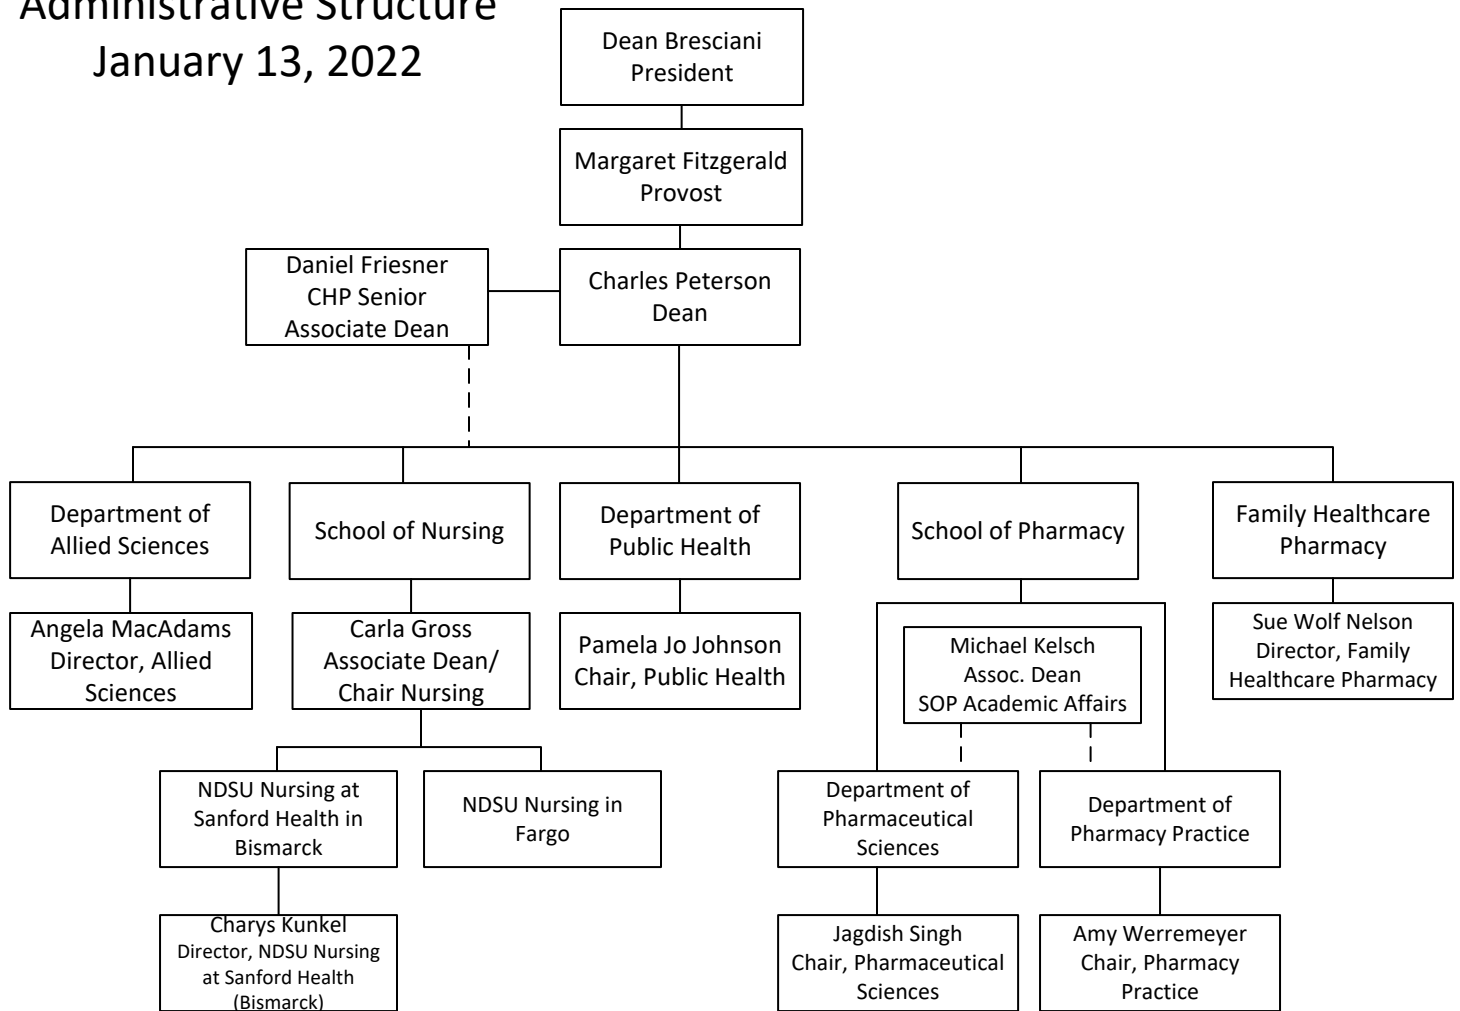 Administrative Structure
January 13, 2022
Dean Bresciani
President
Margaret Fitzgerald
Provost
Daniel Friesner
CHP Senior
Associate Dean
Charles Peterson
Dean
Department of
Allied Sciences
School of Nursing
Department of
Public Health
School of Pharmacy
Family Healthcare
Pharmacy
Angela MacAdams
Director, Allied
Sciences
Carla Gross
Associate Dean/
Chair Nursing
Pamela Jo Johnson
Chair, Public Health
Michael Kelsch
Assoc. Dean
SOP Academic Affairs
Sue Wolf Nelson
Director, Family
Healthcare Pharmacy
NDSU Nursing at
Sanford Health in
Bismarck
NDSU Nursing in
Fargo
Department of
Pharmaceutical
Sciences
Department of
Pharmacy Practice
Charys Kunkel
Director, NDSU Nursing
at Sanford Health
(Bismarck)
Jagdish Singh
Chair, Pharmaceutical
Sciences
Amy Werremeyer
Chair, Pharmacy
Practice